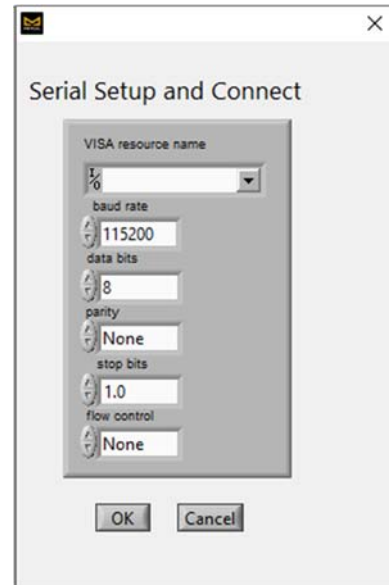 Serial Setup and Connect
VISA resource name
I/O
baud rate
115200
data bits
8
parity
None
stop bits
1.0
flow control
None
OK Cancel